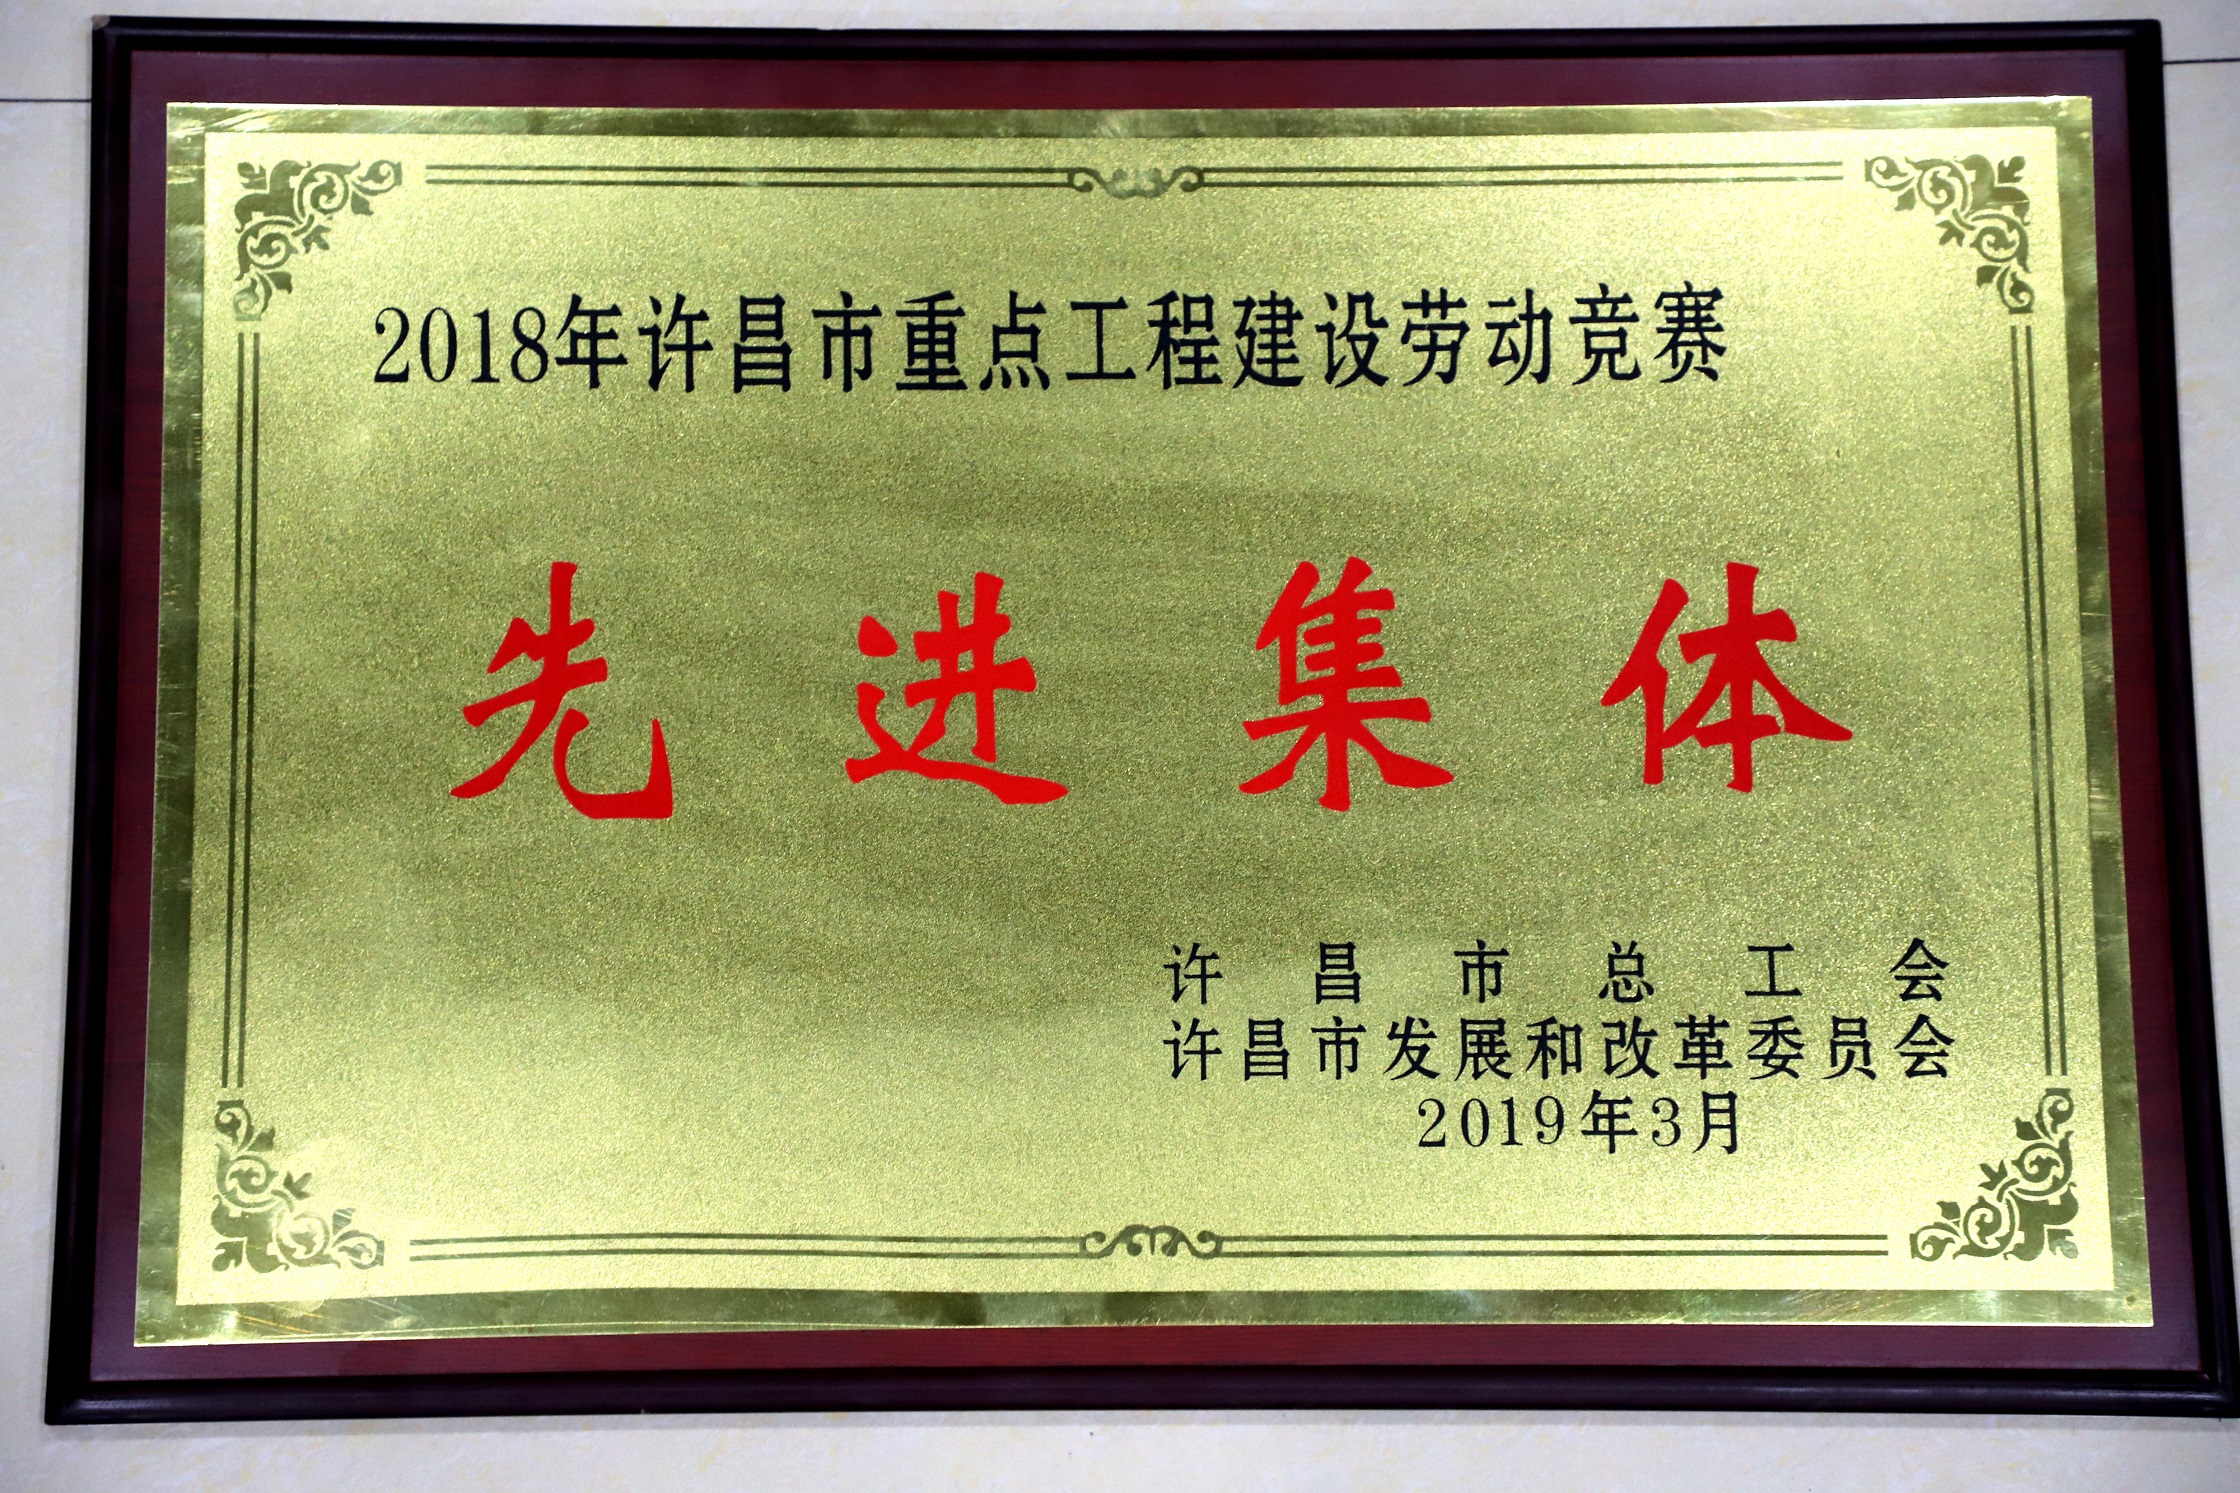 2018年许昌市重点工程建设劳动竞赛
先进集体
许昌市总工会
许昌市发展和改革委员会
2019年3月